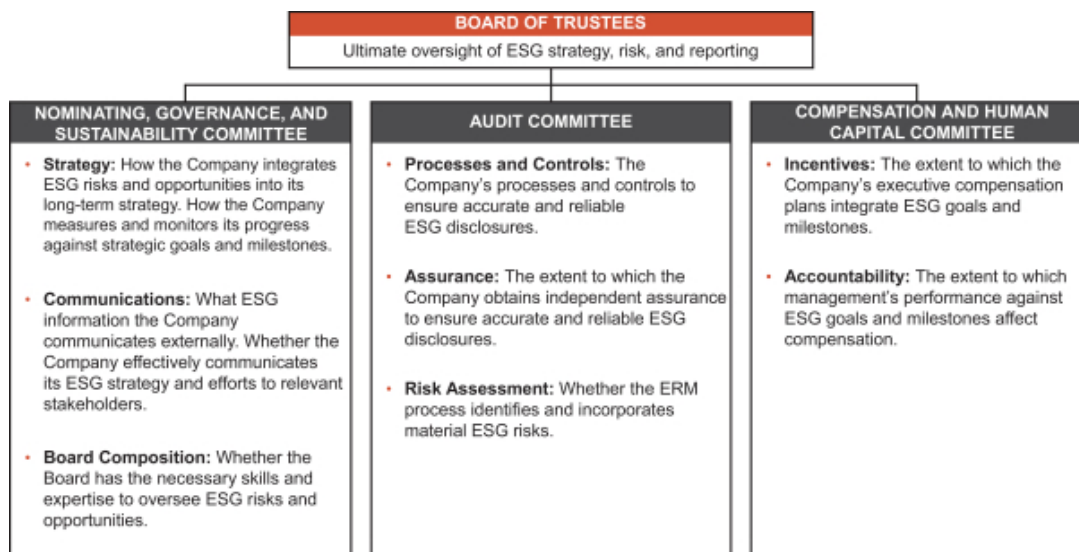 BOARD OF TRUSTEES
Ultimate oversight of ESG strategy, risk, and reporting
NOMINATING, GOVERNANCE, AND
SUSTAINABILITY COMMITTEE
• Strategy: How the Company integrates
ESG risks and opportunities into its
long-term strategy. How the Company
measures and monitors its progress
against strategic goals and milestones.
• Communications: What ESG
information the Company
communicates externally. Whether the
Company effectively communicates
its ESG strategy and efforts to relevant
stakeholders.
• Board Composition: Whether the
Board has the necessary skills and
expertise to oversee ESG risks and
opportunities.
AUDIT COMMITTEE
• Processes and Controls: The
Company's processes and controls to
ensure accurate and reliable
ESG disclosures.
• Assurance: The extent to which the
Company obtains independent assurance
to ensure accurate and reliable ESG
disclosures.
• Risk Assessment: Whether the ERM
process identifies and incorporates
material ESG risks.
COMPENSATION AND HUMAN
CAPITAL COMMITTEE
• Incentives: The extent to which the
Company's executive compensation
plans integrate ESG goals and
milestones.
• Accountability: The extent to which
management's performance against
ESG goals and milestones affect
compensation.